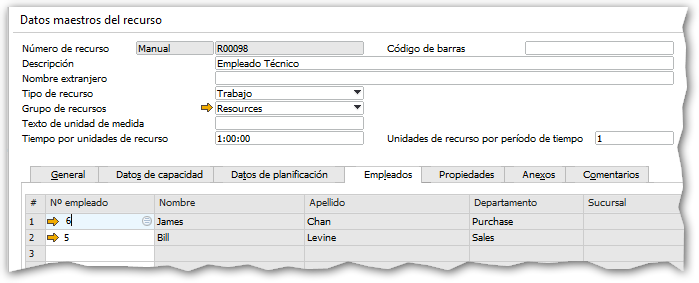 Datos maestros del recurso
Número de recurso Manual R00098 Código de barras
Descripción Empleado Técnico
Nombre extranjero
Tipo de recurso Trabajo
Grupo de recursos Resources
Texto de unidad de medida
Tiempo por unidades de recurso 1:00:00 Unidades de recurso por período de tiempo 1
General Datos de capacidad Datos de planificación Empleados Propiedades Anexos Comentarios
# Nº empleado Nombre Apellido Departamento Sucursal
1 6 James Chan Purchase
2 5 Bill Levine Sales
3